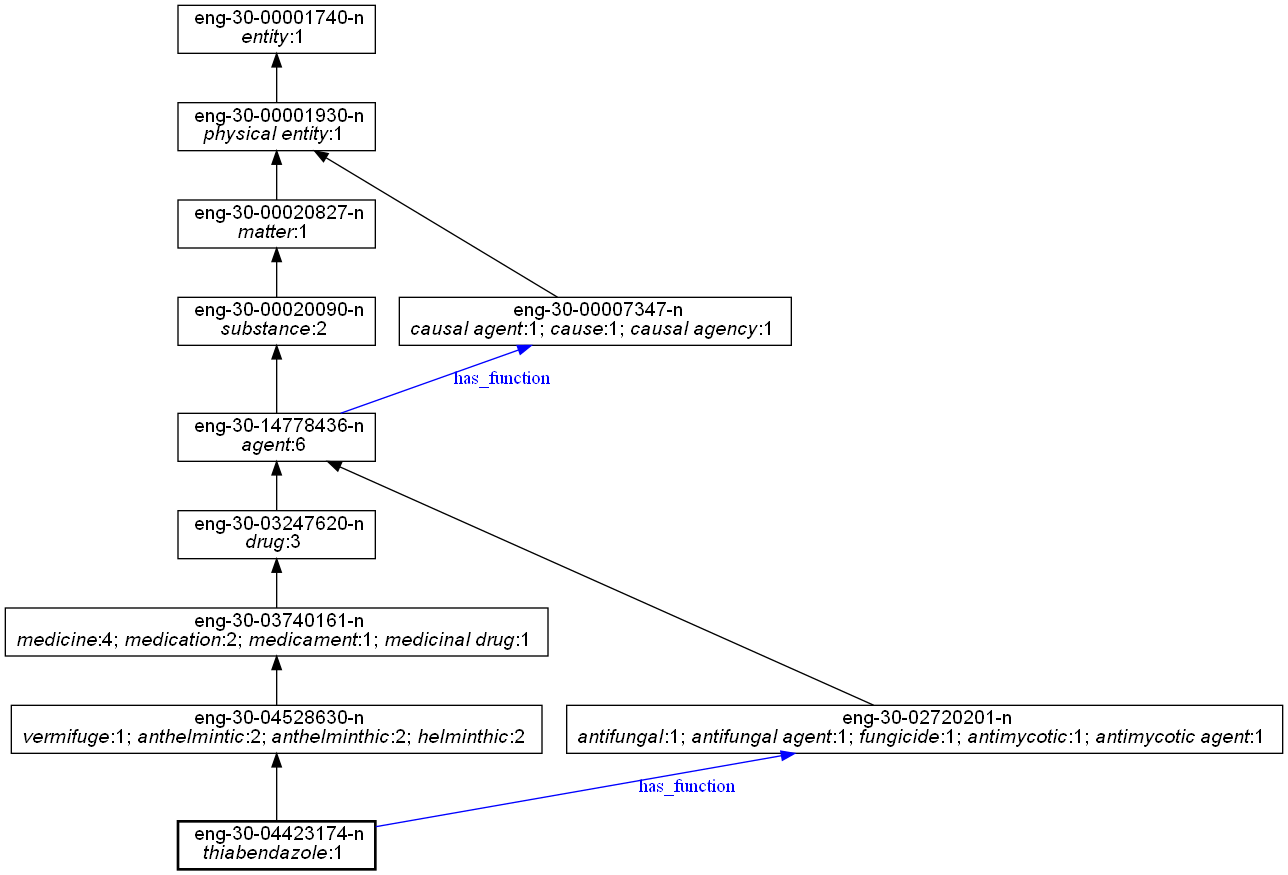 eng-30-00001740-n
entity:1
eng-30-00001930-n
physical entity:1
eng-30-00020827-n
matter:1
eng-30-00020090-n
substance:2
eng-30-00007347-n
causal agent:1; cause:1; causal agency:1
has_function
eng-30-14778436-n
agent:6
eng-30-03247620-n
drug:3
eng-30-03740161-n
medicine:4; medication:2; medicament:1; medicinal drug:1
eng-30-04528630-n
vermifuge:1; anthelmintic:2; anthelminthic:2; helminthic:2
eng-30-02720201-n
antifungal:1; antifungal agent:1; fungicide:1; antimycotic:1; antimycotic agent:1
has_function
eng-30-04423174-n
thiabendazole:1